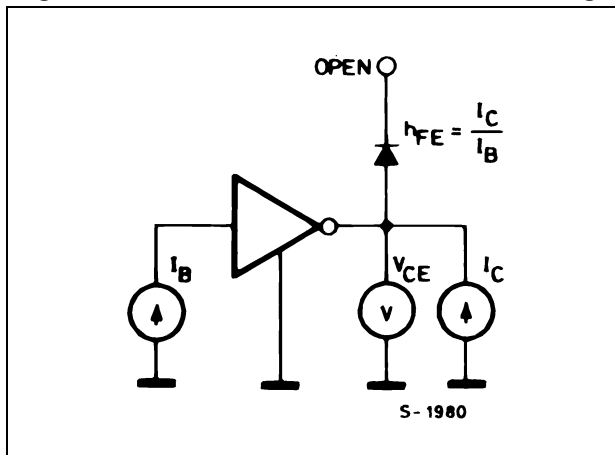 OPEN
hFE = IC
IB
IB
VCE
IC
V
S-1980